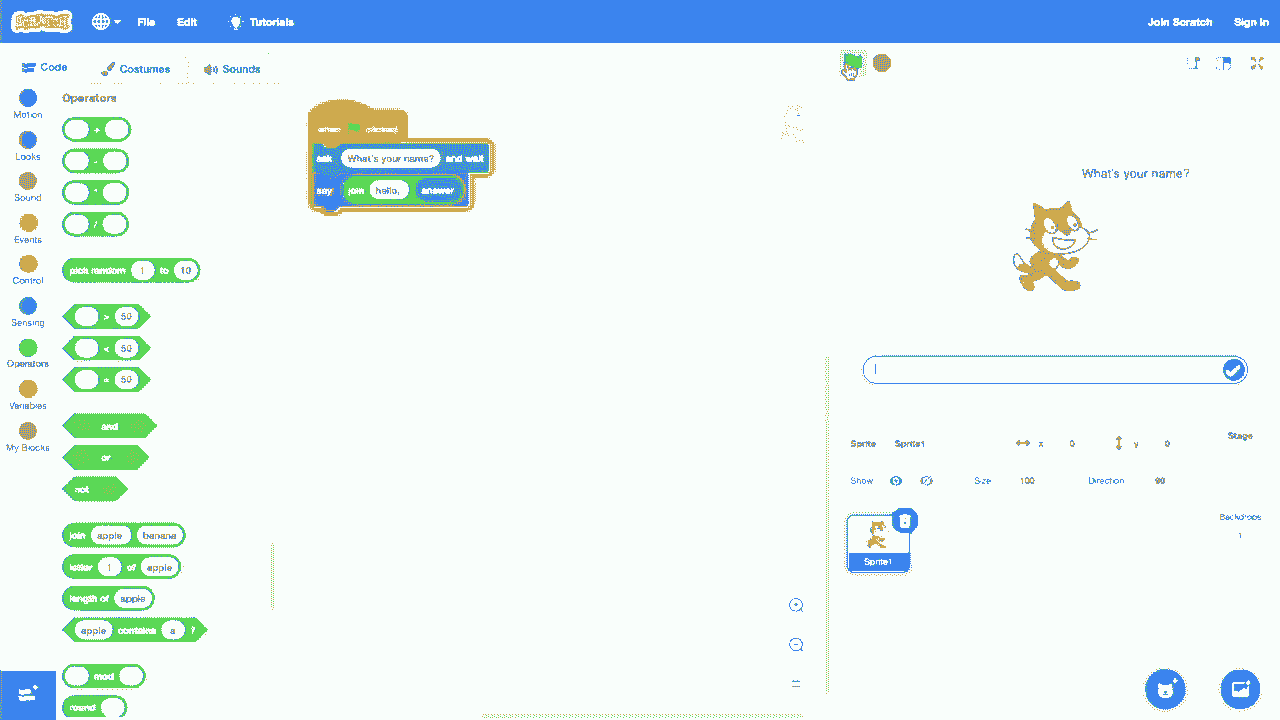 File Edit Tutorials Join Scratch Sign in
Code Costumes Sounds
Motion
Looks
Sound
Events
Control
Sensing
Operators
Variables
My Blocks
Operators
+
-
*
/
pick random 1 to 10
> 50
< 50
= 50
and
or
not
join apple banana
letter 1 of apple
length of apple
apple contains a ?
mod
round
when clicked
ask What's your name? and wait
say join hello, answer
What's your name?
Sprite Sprite1 x 0 y 0
Show Size 100 Direction 90
Sprite1
Stage
Backdrops
1